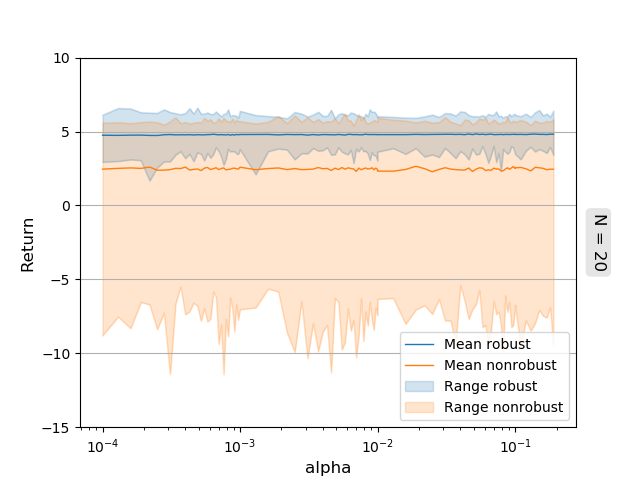 10
5
0
−5
−10
−15
Return
10⁻⁴
10⁻³
10⁻²
10⁻¹
alpha
N = 20
Mean robust
Mean nonrobust
Range robust
Range nonrobust